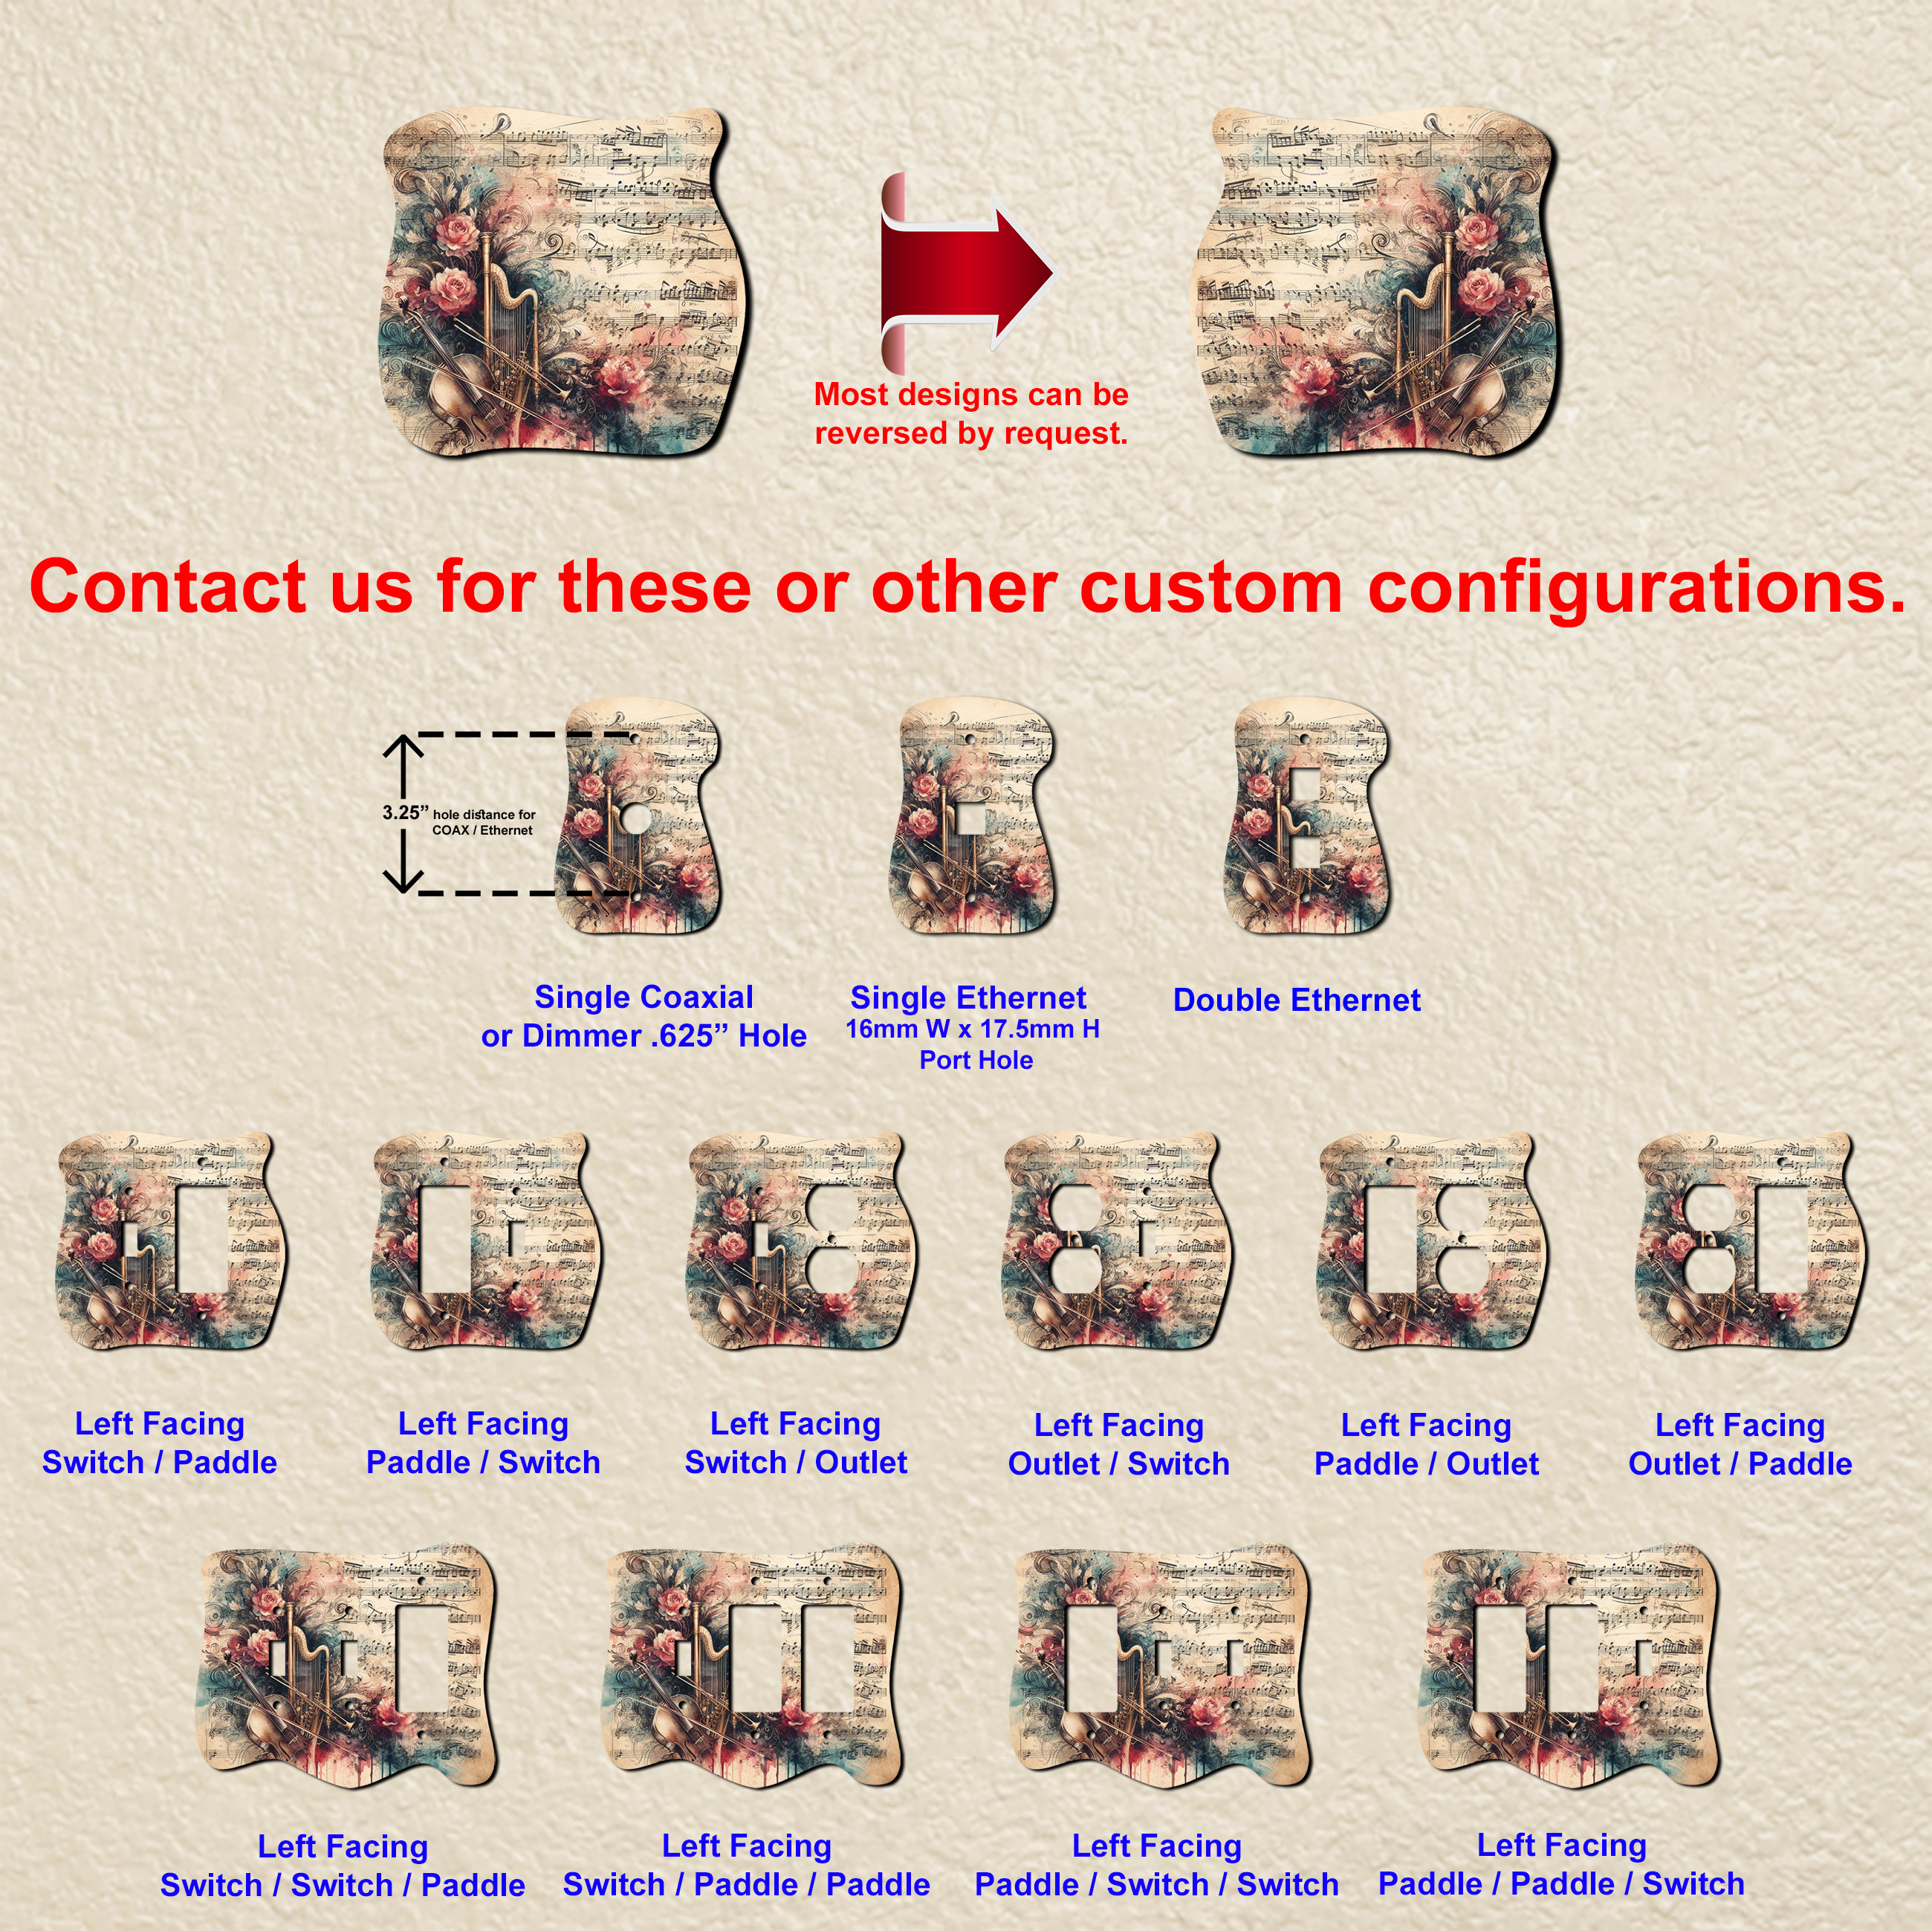 Most designs can be
reversed by request.
Contact us for these or other custom configurations.
3.25” hole distance for
COAX / Ethernet
Single Coaxial
or Dimmer .625” Hole
Single Ethernet
16mm W x 17.5mm H
Port Hole
Double Ethernet
Left Facing
Switch / Paddle
Left Facing
Paddle / Switch
Left Facing
Switch / Outlet
Left Facing
Outlet / Switch
Left Facing
Paddle / Outlet
Left Facing
Outlet / Paddle
Left Facing
Switch / Switch / Paddle
Left Facing
Switch / Paddle / Paddle
Left Facing
Paddle / Switch / Switch
Left Facing
Paddle / Paddle / Switch